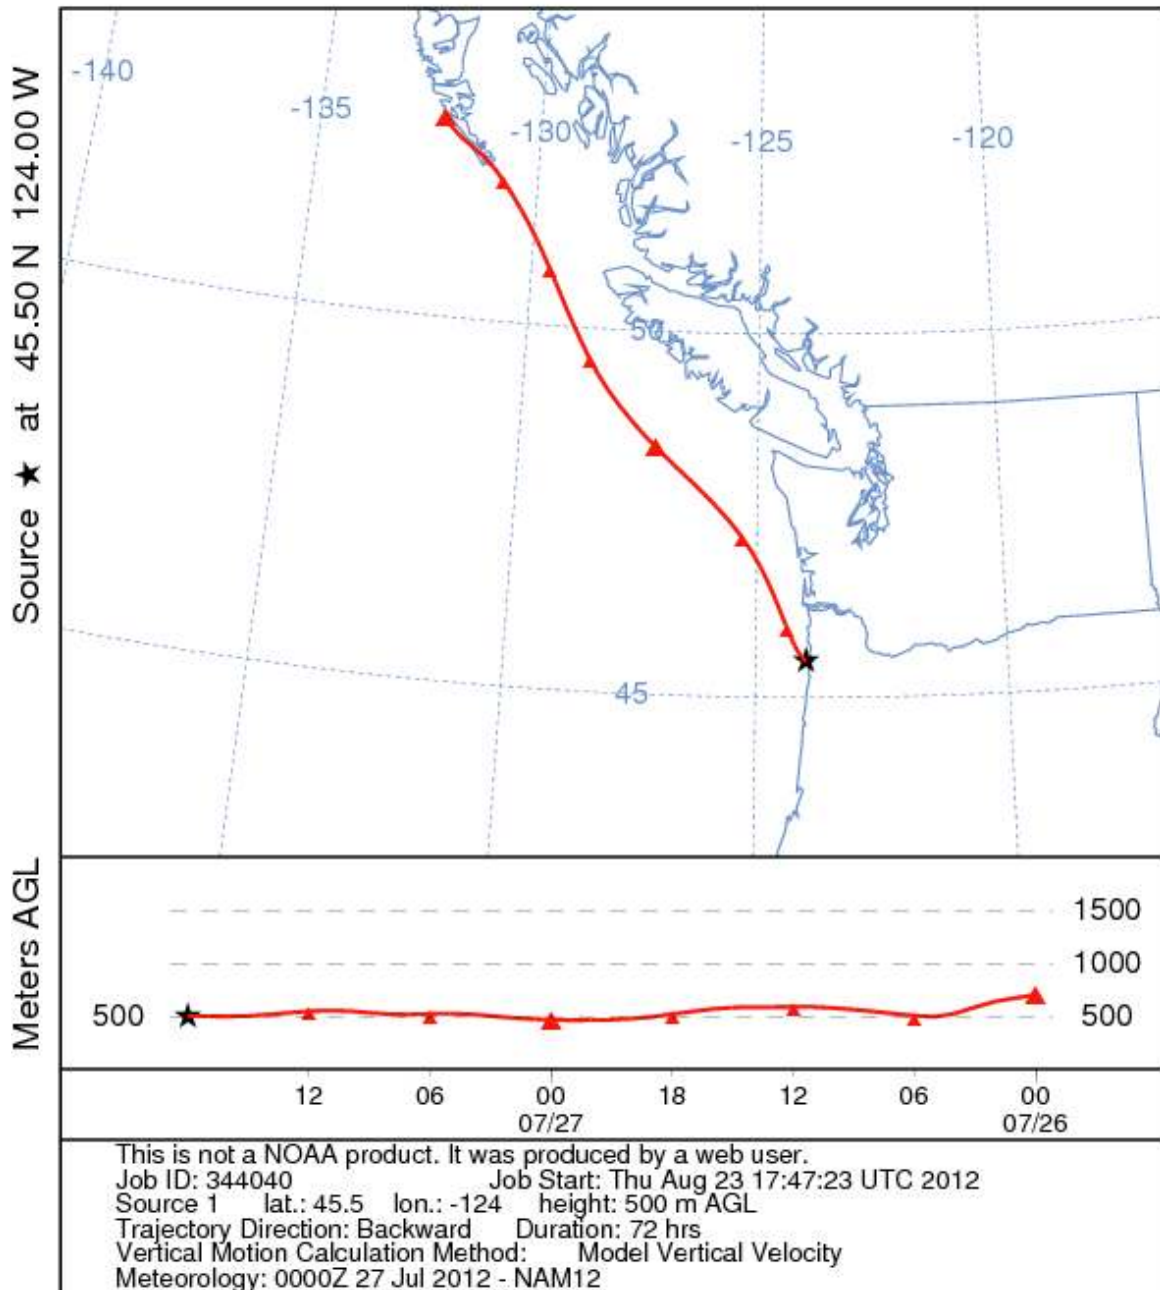 Source ★ at 45.50 N 124.00 W
-140
-135
-130
-125
-120
50
45
Meters AGL
1500
1000
500
500
12 06 00 18 12 06 00
07/27 07/26
This is not a NOAA product. It was produced by a web user.
Job ID: 344040 Job Start: Thu Aug 23 17:47:23 UTC 2012
Source 1 lat.: 45.5 lon.: -124 height: 500 m AGL
Trajectory Direction: Backward Duration: 72 hrs
Vertical Motion Calculation Method: Model Vertical Velocity
Meteorology: 0000Z 27 Jul 2012 - NAM12